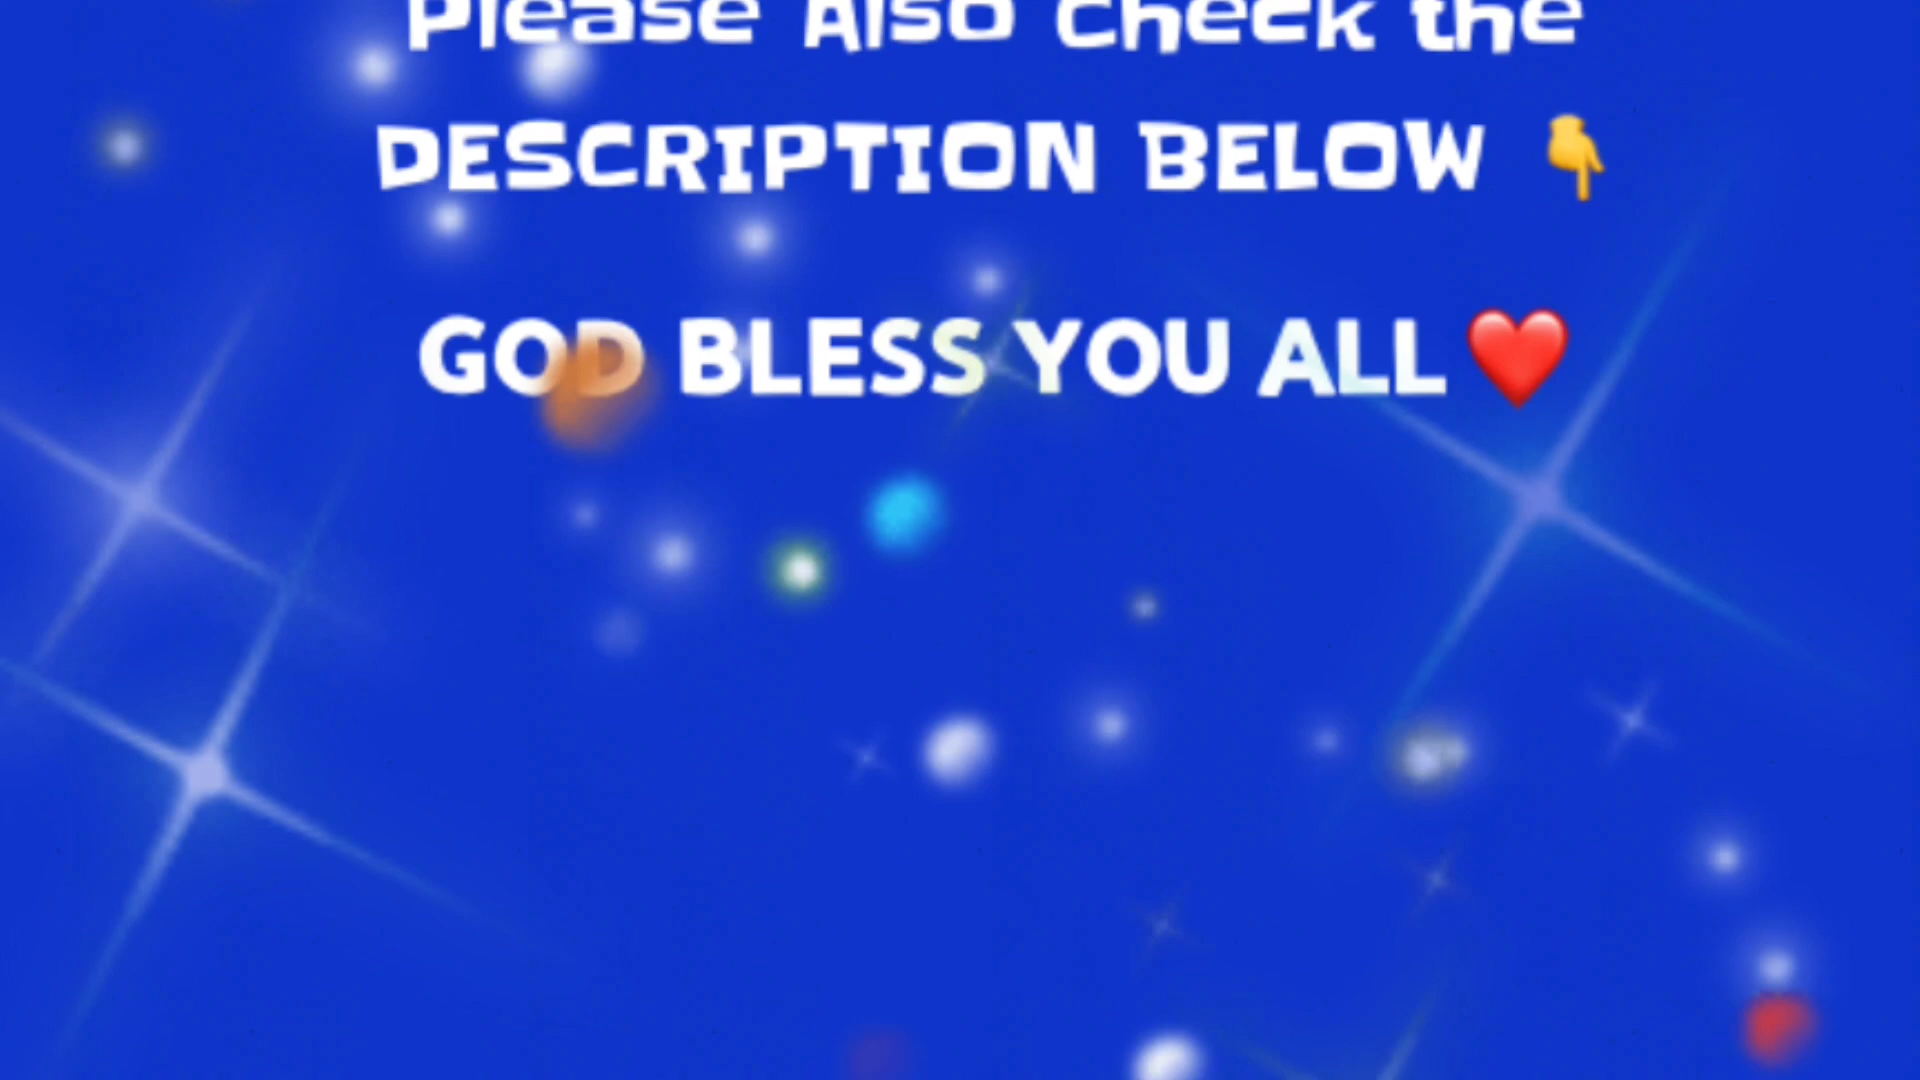 Please Also Check the
DESCRIPTION BELOW 👇
GOD BLESS YOU ALL ❤️